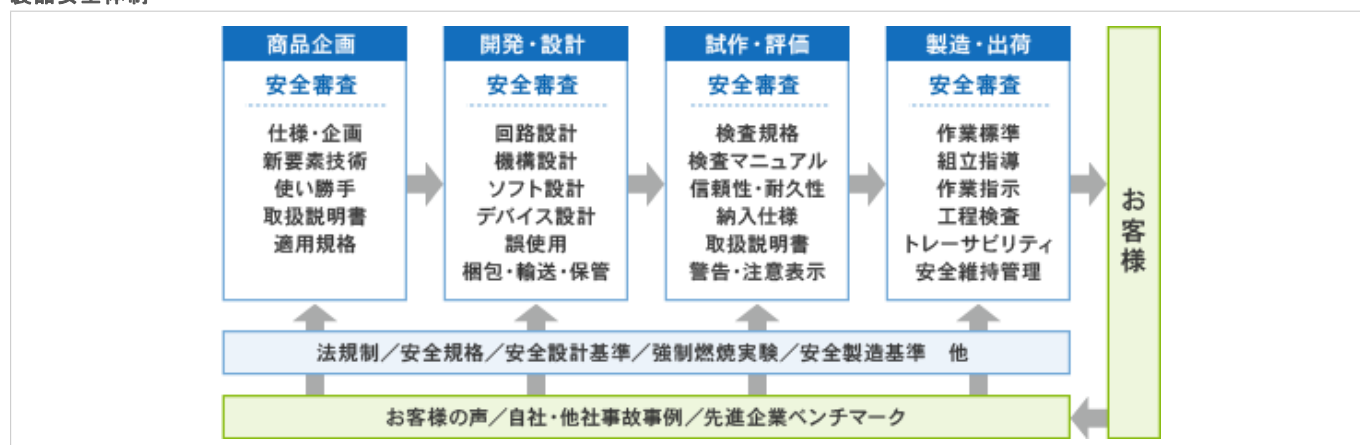 製品安全体制
商品企画
安全審査
仕様・企画
新要素技術
使い勝手
取扱説明書
適用規格
開発・設計
安全審査
回路設計
機構設計
ソフト設計
デバイス設計
誤使用
梱包・輸送・保管
試作・評価
安全審査
検査規格
検査マニュアル
信頼性・耐久性
納入仕様
取扱説明書
警告・注意表示
製造・出荷
安全審査
作業標準
組立指導
作業指示
工程検査
トレーサビリティ
安全維持管理
お客様
法規制／安全規格／安全設計基準／強制燃焼実験／安全製造基準　他
お客様の声／自社・他社事故事例／先進企業ベンチマーク